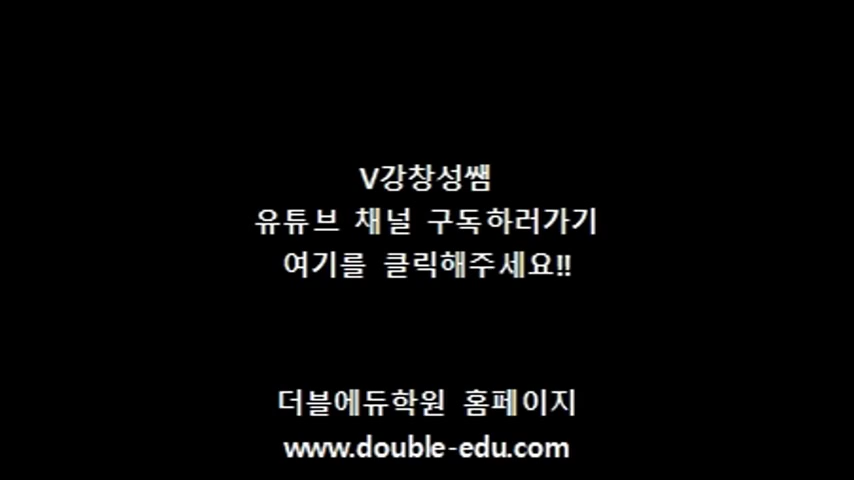 V강창성쌤
유튜브 채널 구독하러가기
여기를 클릭해주세요!!
더블에듀학원 홈페이지
www.double-edu.com